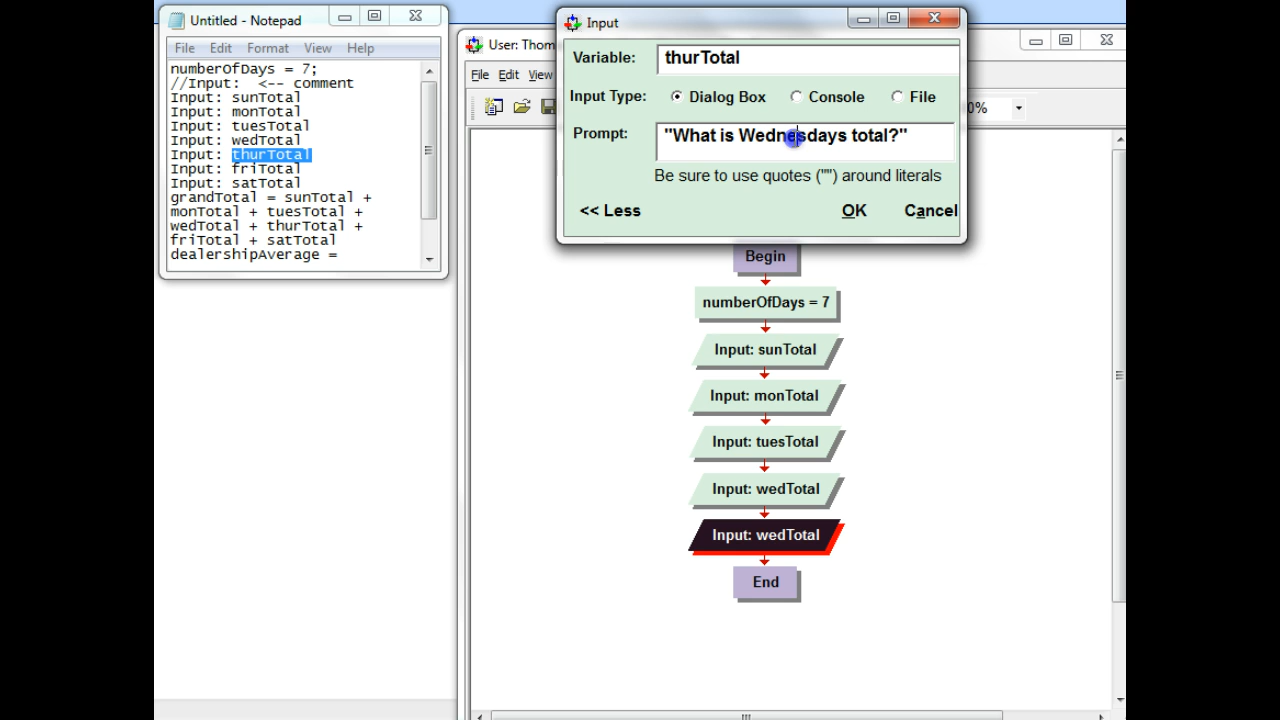 Untitled - Notepad
File Edit Format View Help
numberOfDays = 7;
//Input: <-- comment
Input: sunTotal
Input: monTotal
Input: tuesTotal
Input: wedTotal
Input: thurTotal
Input: friTotal
Input: satTotal
grandTotal = sunTotal +
monTotal + tuesTotal +
wedTotal + thurTotal +
friTotal + satTotal
dealershipAverage =
User: Thom
File Edit View
0%
Input
Variable: thurTotal
Input Type: Dialog Box Console File
Prompt: "What is Wednesdays total?"
Be sure to use quotes ("") around literals
<< Less OK Cancel
Begin
numberOfDays = 7
Input: sunTotal
Input: monTotal
Input: tuesTotal
Input: wedTotal
Input: wedTotal
End